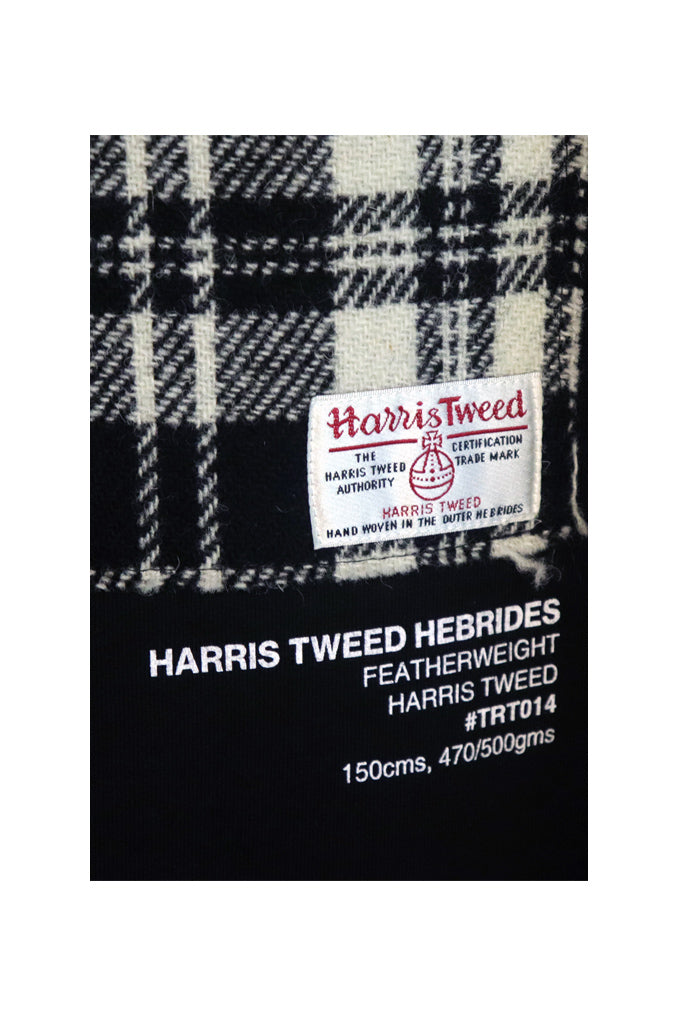 Harris Tweed
THE
HARRIS TWEED
AUTHORITY
CERTIFICATION
TRADE MARK
HARRIS TWEED
HAND WOVEN IN THE OUTER HEBRIDES
HARRIS TWEED HEBRIDES
FEATHERWEIGHT
HARRIS TWEED
#TRT014
150cms, 470/500gms